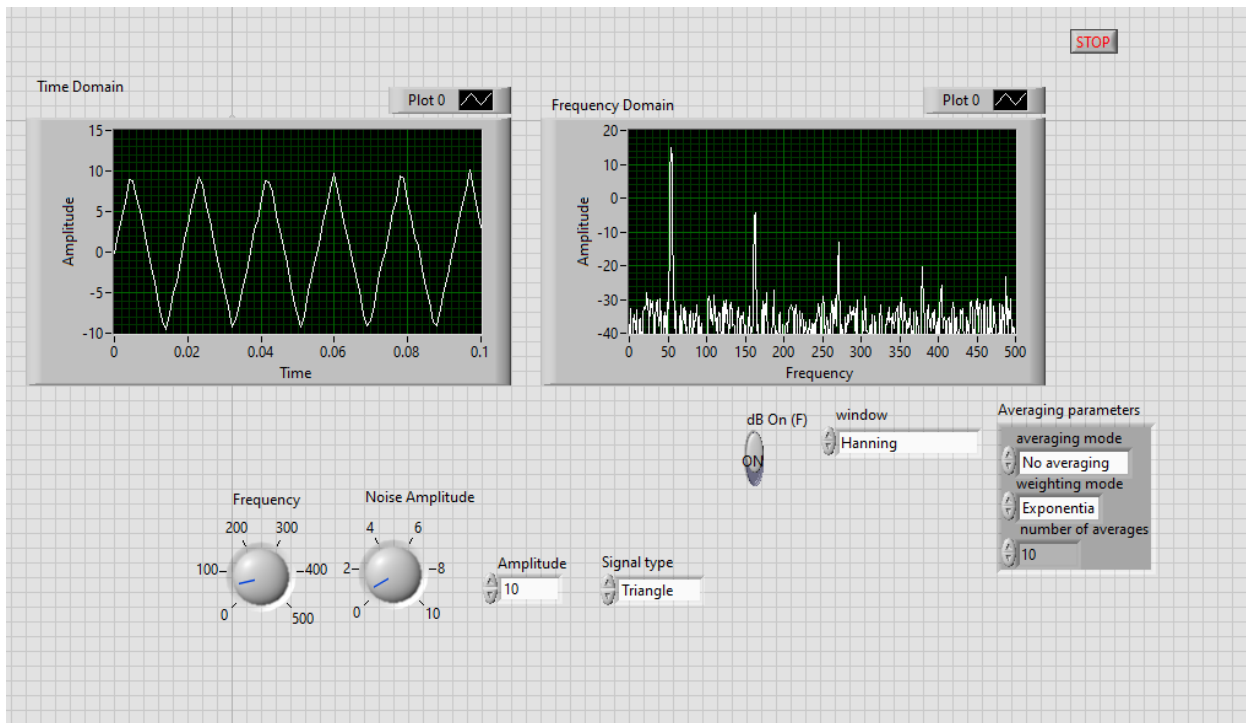 STOP
Time Domain
Plot 0
15
10
5
0
-5
-10
Amplitude
0 0.02 0.04 0.06 0.08 0.1
Time
Frequency Domain
Plot 0
20
10
0
-10
-20
-30
-40
Amplitude
0 50 100 150 200 250 300 350 400 450 500
Frequency
dB On (F)
ON
window
Hanning
Averaging parameters
averaging mode
No averaging
weighting mode
Exponentia
number of averages
10
Frequency
200 300
100 400
0 500
Noise Amplitude
4 6
2 8
0 10
Amplitude
10
Signal type
Triangle